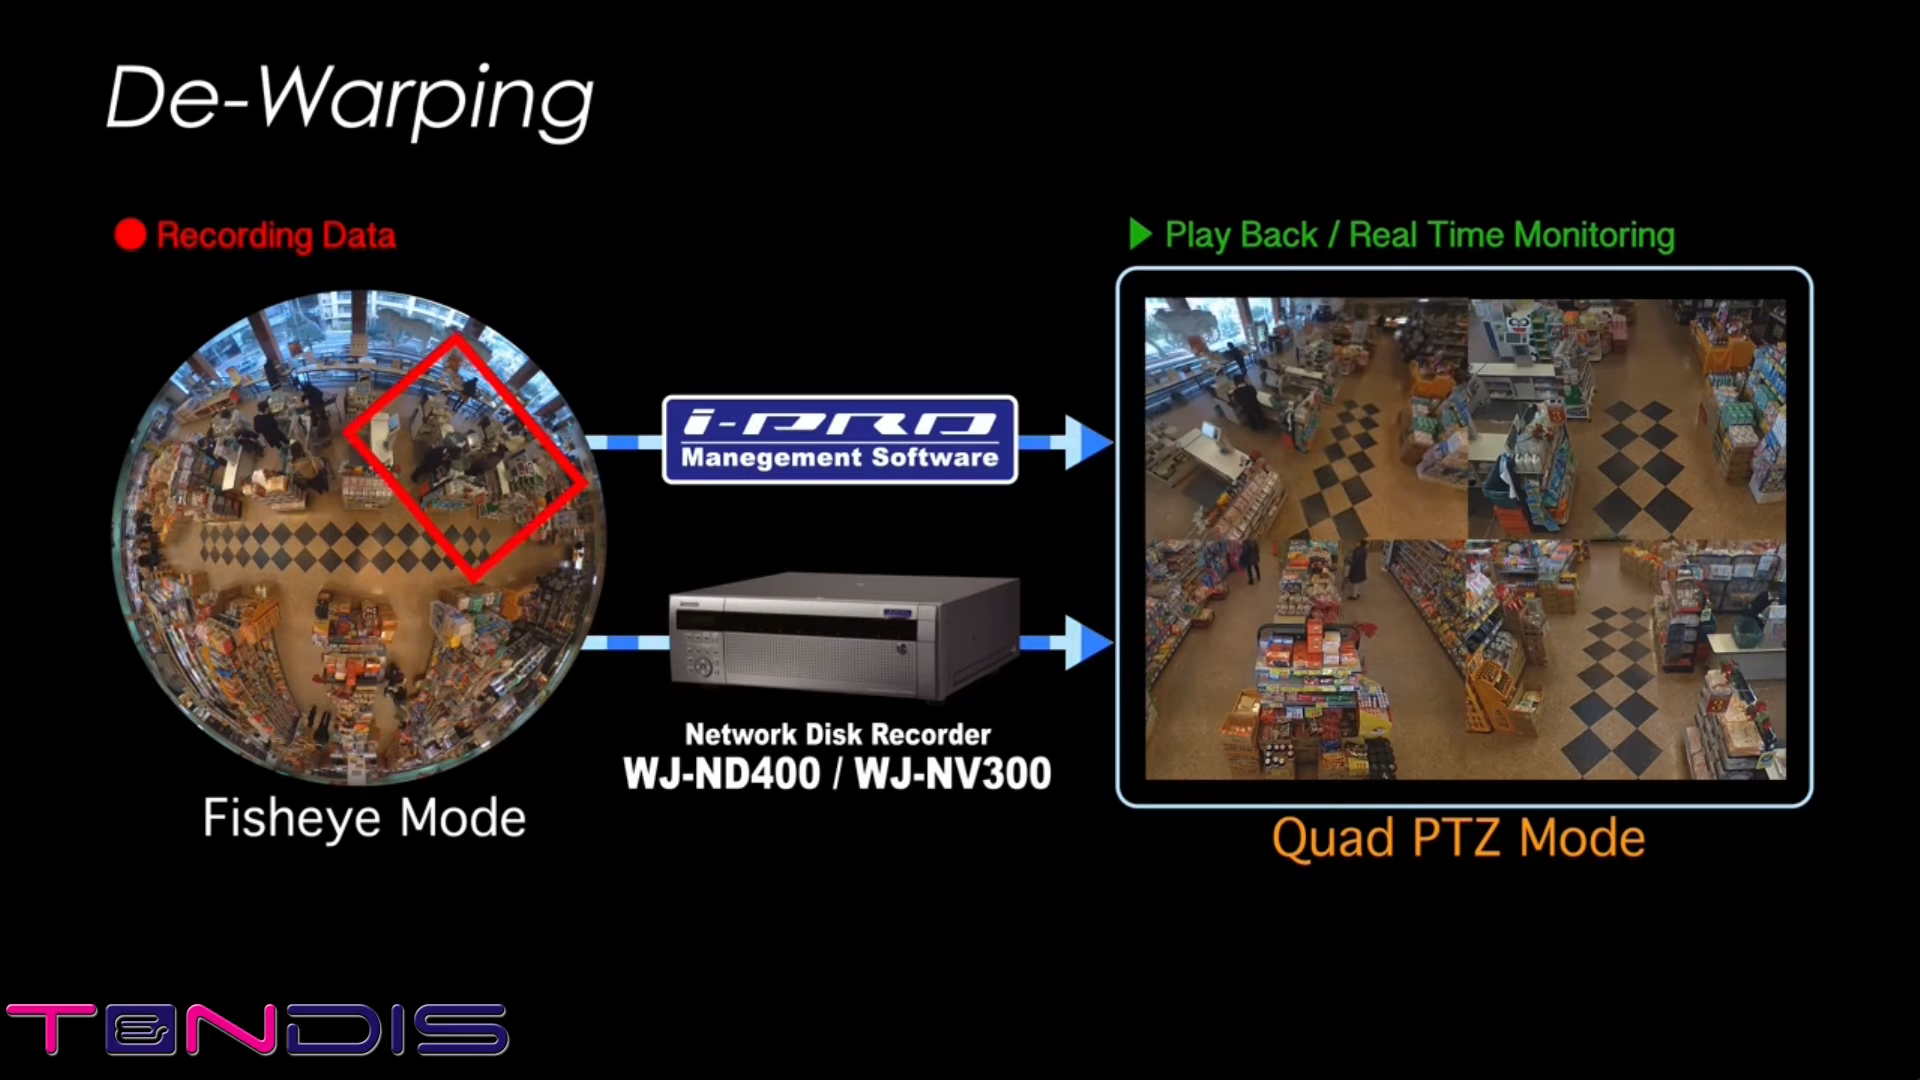 De-Warping
Recording Data
Play Back / Real Time Monitoring
i-PRO
Manegement Software
Network Disk Recorder
WJ-ND400 / WJ-NV300
Fisheye Mode
Quad PTZ Mode
T&NDIS